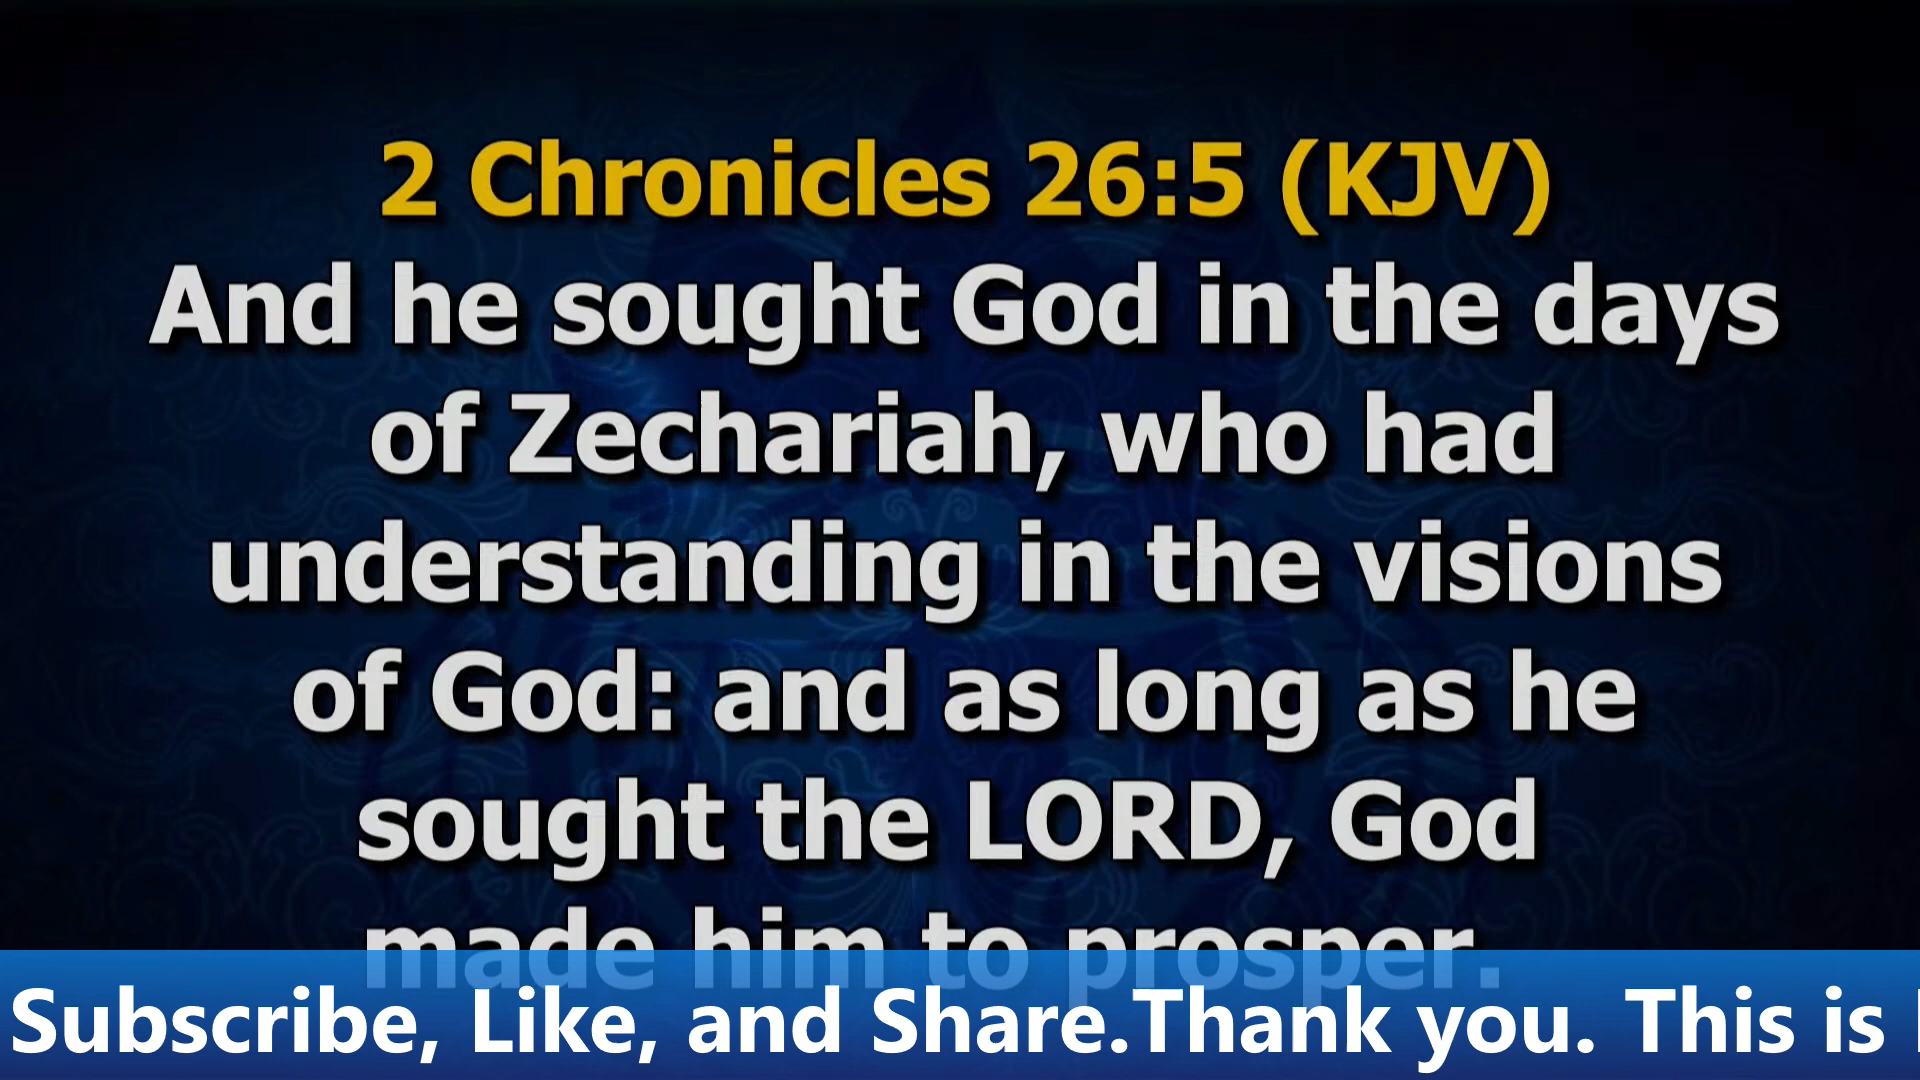 2 Chronicles 26:5 (KJV)
And he sought God in the days
of Zechariah, who had
understanding in the visions
of God: and as long as he
sought the LORD, God
made him to prosper.
Subscribe, Like, and Share.Thank you. This is